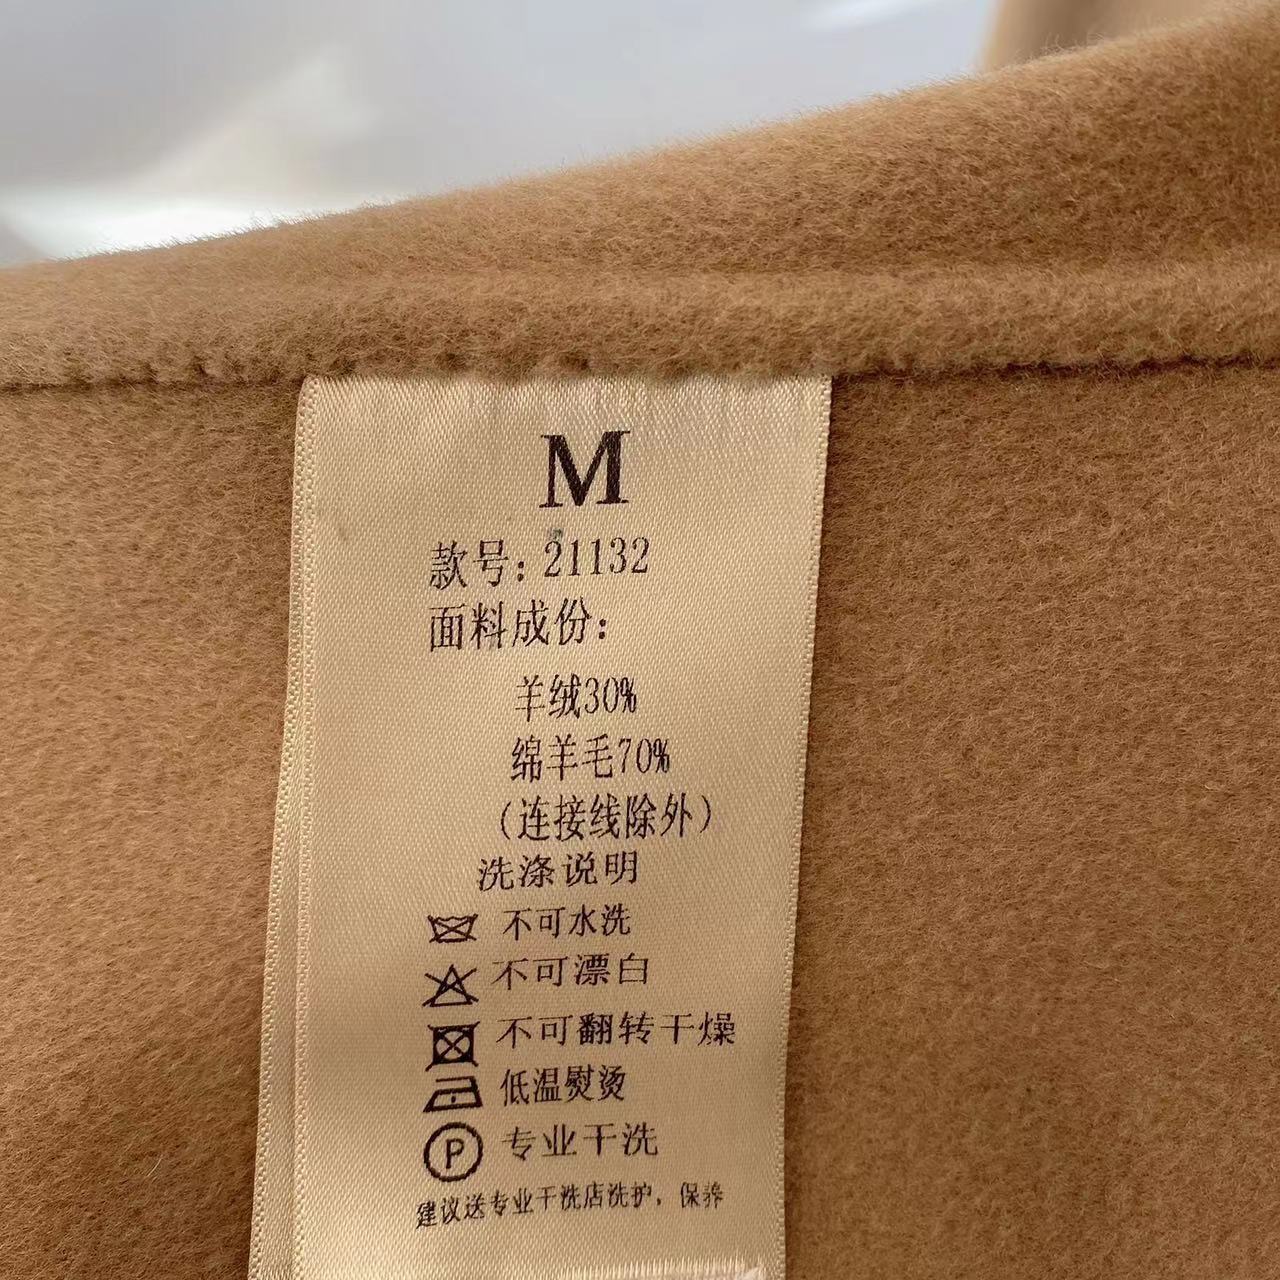 M
款号:21132
面料成份:
羊绒30%
绵羊毛70%
(连接线除外)
洗涤说明
不可水洗
不可漂白
不可翻转干燥
低温熨烫
P 专业干洗
建议送专业干洗店洗护，保养